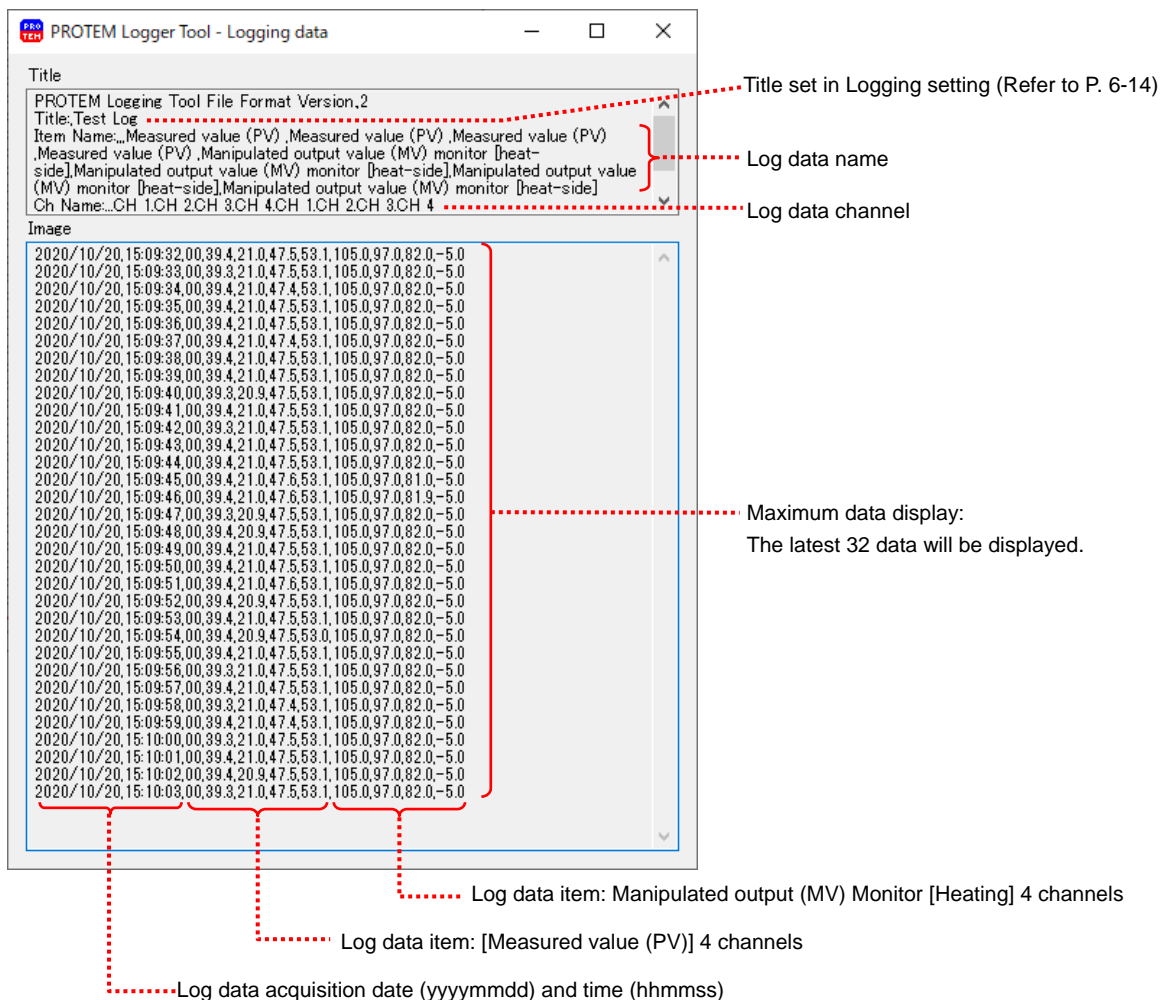 PRO
TEM
PROTEM Logger Tool - Logging data
Title
PROTEM Logging Tool File Format Version,2
Title:,Test Log
Item Name:,,,Measured value (PV) ,Measured value (PV) ,Measured value (PV)
,Measured value (PV) ,Manipulated output value (MV) monitor [heat-
side],Manipulated output value (MV) monitor [heat-side],Manipulated output value
(MV) monitor [heat-side],Manipulated output value (MV) monitor [heat-side]
Ch Name:,,,CH 1,CH 2,CH 3,CH 4,CH 1,CH 2,CH 3,CH 4
Title set in Logging setting (Refer to P. 6-14)
Log data name
Log data channel
Image
2020/10/20,15:09:32,00,39.4,21.0,47.5,53.1,105.0,97.0,82.0,-5.0
2020/10/20,15:09:33,00,39.3,21.0,47.5,53.1,105.0,97.0,82.0,-5.0
2020/10/20,15:09:34,00,39.4,21.0,47.4,53.1,105.0,97.0,82.0,-5.0
2020/10/20,15:09:35,00,39.4,21.0,47.5,53.1,105.0,97.0,82.0,-5.0
2020/10/20,15:09:36,00,39.4,21.0,47.5,53.1,105.0,97.0,82.0,-5.0
2020/10/20,15:09:37,00,39.4,21.0,47.4,53.1,105.0,97.0,82.0,-5.0
2020/10/20,15:09:38,00,39.4,21.0,47.5,53.1,105.0,97.0,82.0,-5.0
2020/10/20,15:09:39,00,39.4,21.0,47.5,53.1,105.0,97.0,82.0,-5.0
2020/10/20,15:09:40,00,39.3,20.9,47.5,53.1,105.0,97.0,82.0,-5.0
2020/10/20,15:09:41,00,39.4,21.0,47.5,53.1,105.0,97.0,82.0,-5.0
2020/10/20,15:09:42,00,39.3,21.0,47.5,53.1,105.0,97.0,82.0,-5.0
2020/10/20,15:09:43,00,39.4,21.0,47.5,53.1,105.0,97.0,82.0,-5.0
2020/10/20,15:09:44,00,39.4,21.0,47.5,53.1,105.0,97.0,82.0,-5.0
2020/10/20,15:09:45,00,39.4,21.0,47.6,53.1,105.0,97.0,81.0,-5.0
2020/10/20,15:09:46,00,39.4,21.0,47.6,53.1,105.0,97.0,81.9,-5.0
2020/10/20,15:09:47,00,39.3,20.9,47.5,53.1,105.0,97.0,82.0,-5.0
2020/10/20,15:09:48,00,39.4,20.9,47.5,53.1,105.0,97.0,82.0,-5.0
2020/10/20,15:09:49,00,39.4,21.0,47.5,53.1,105.0,97.0,82.0,-5.0
2020/10/20,15:09:50,00,39.4,21.0,47.5,53.1,105.0,97.0,82.0,-5.0
2020/10/20,15:09:51,00,39.4,21.0,47.6,53.1,105.0,97.0,82.0,-5.0
2020/10/20,15:09:52,00,39.4,20.9,47.5,53.1,105.0,97.0,82.0,-5.0
2020/10/20,15:09:53,00,39.4,21.0,47.5,53.1,105.0,97.0,82.0,-5.0
2020/10/20,15:09:54,00,39.4,20.9,47.5,53.0,105.0,97.0,82.0,-5.0
2020/10/20,15:09:55,00,39.4,21.0,47.5,53.1,105.0,97.0,82.0,-5.0
2020/10/20,15:09:56,00,39.3,21.0,47.5,53.1,105.0,97.0,82.0,-5.0
2020/10/20,15:09:57,00,39.4,21.0,47.5,53.1,105.0,97.0,82.0,-5.0
2020/10/20,15:09:58,00,39.3,21.0,47.4,53.1,105.0,97.0,82.0,-5.0
2020/10/20,15:09:59,00,39.4,21.0,47.4,53.1,105.0,97.0,82.0,-5.0
2020/10/20,15:10:00,00,39.3,21.0,47.5,53.1,105.0,97.0,82.0,-5.0
2020/10/20,15:10:01,00,39.4,21.0,47.5,53.1,105.0,97.0,82.0,-5.0
2020/10/20,15:10:02,00,39.4,20.9,47.5,53.1,105.0,97.0,82.0,-5.0
2020/10/20,15:10:03,00,39.3,21.0,47.5,53.1,105.0,97.0,82.0,-5.0
Maximum data display:
The latest 32 data will be displayed.
Log data item: Manipulated output (MV) Monitor [Heating] 4 channels
Log data item: [Measured value (PV)] 4 channels
Log data acquisition date (yyyymmdd) and time (hhmmss)